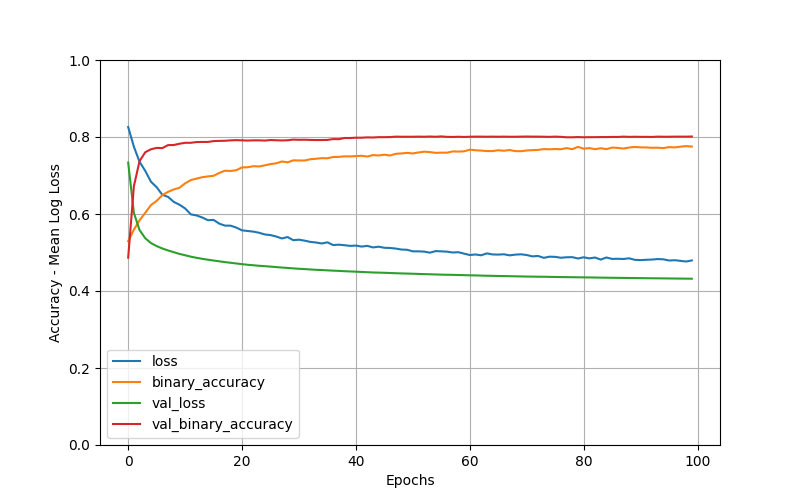 1.0
0.8
0.6
0.4
0.2
0.0
Accuracy - Mean Log Loss
loss
binary_accuracy
val_loss
val_binary_accuracy
0 20 40 60 80 100
Epochs